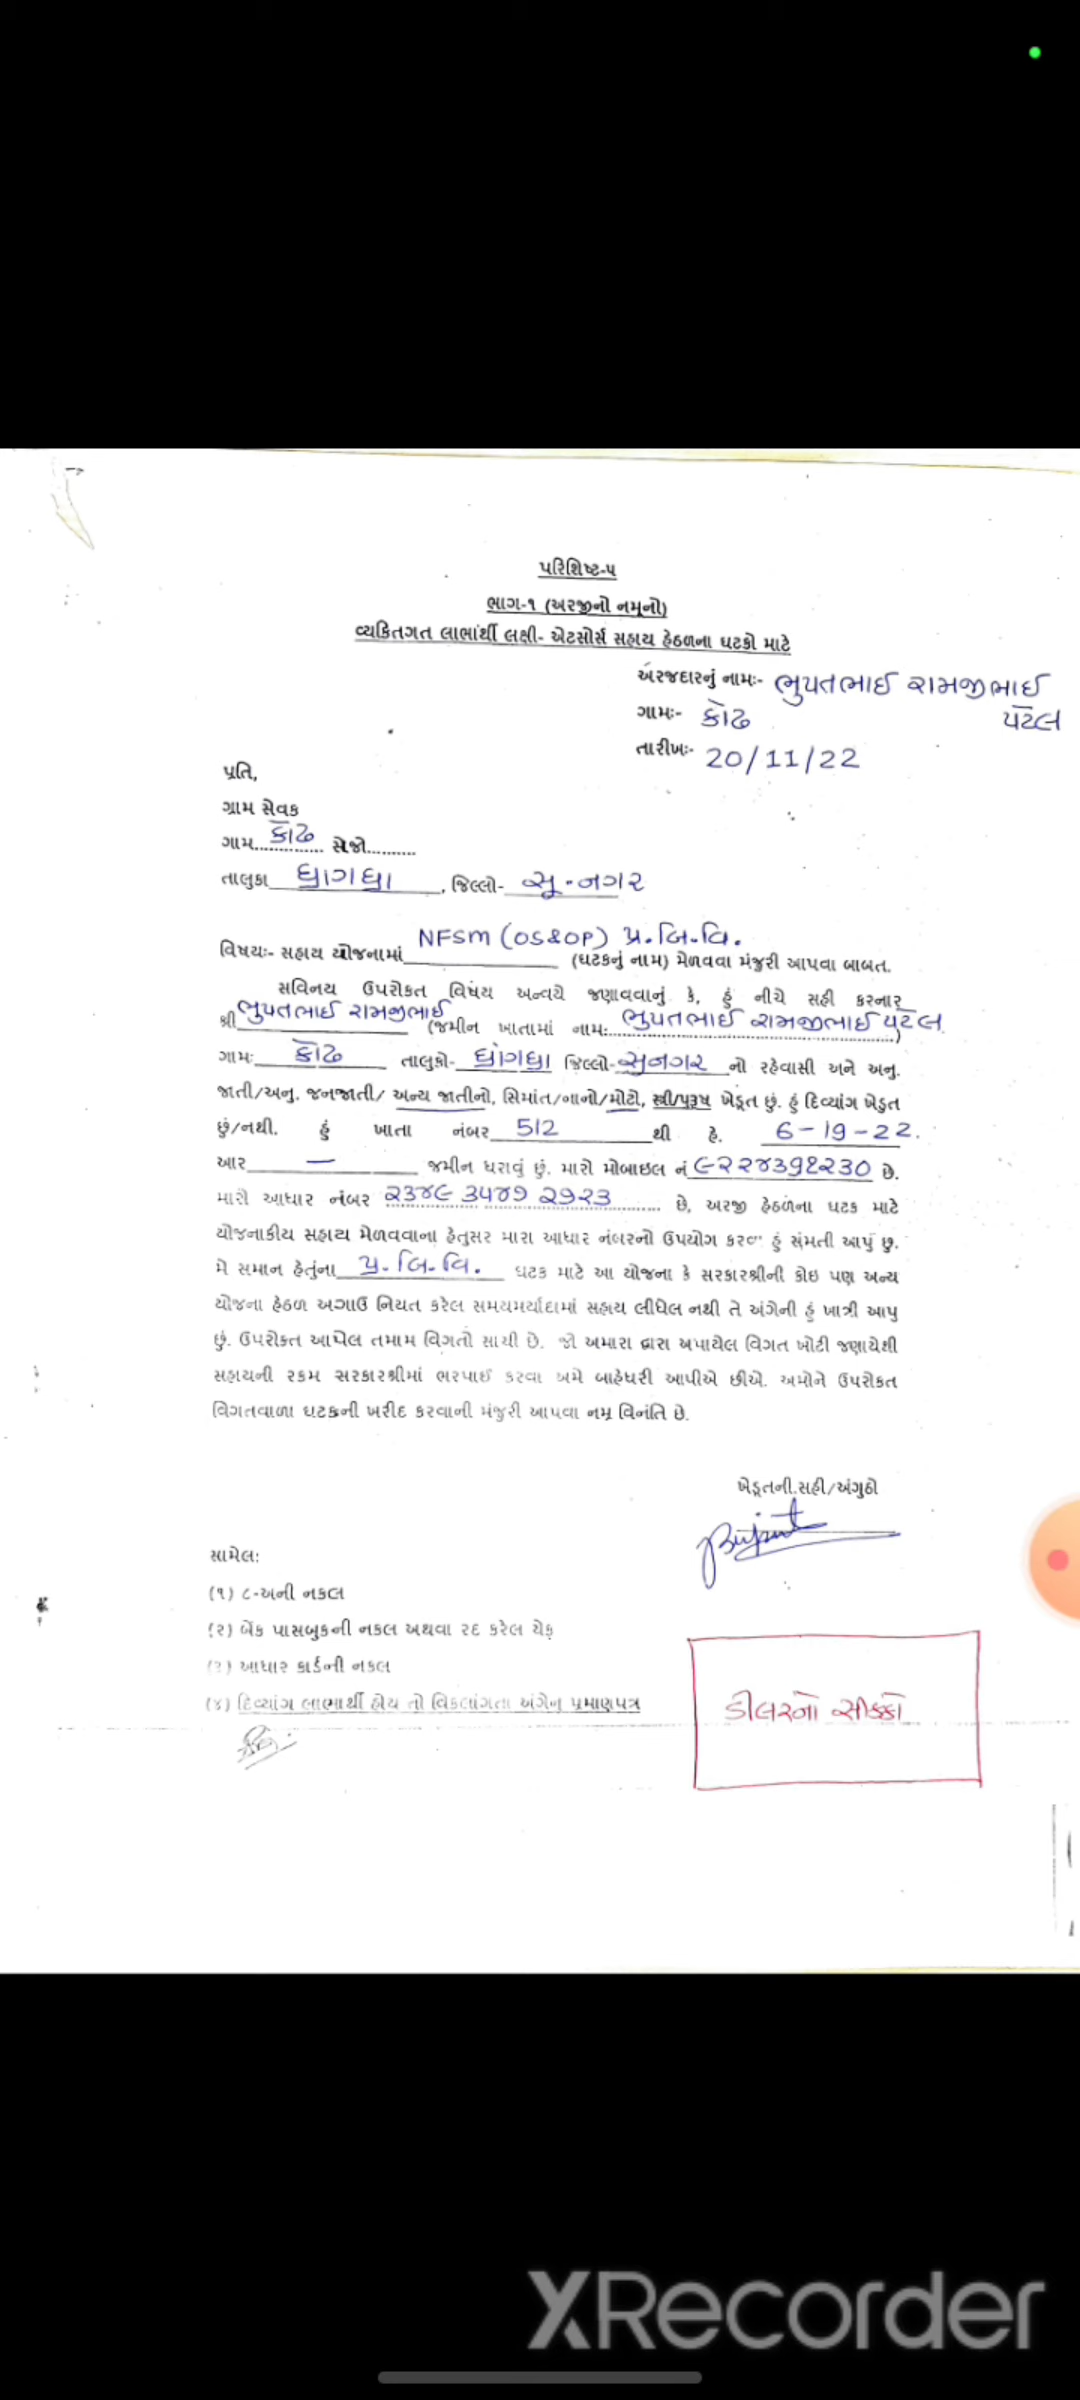 પરિશિષ્ટ-૫
ભાગ-૧ (અરજીનો નમૂનો)
વ્યકિતગત લાભાંર્થી લક્ષી- એટસોર્સ સહાય હેઠળના ઘટકો માટે
અરજદારનું નામઃ- ભુપતભાઈ રામજીભાઈ
ગામઃ- કોંઢ પટેલ
તારીખઃ- 20/11/22
પ્રતિ,
ગ્રામ સેવક
ગામ કોંઢ સેજો
તાલુકા ધ્રાગધ્રા , જિલ્લો- સુ.નગર
વિષયઃ- સહાય યોજનામાં NFSM (OS&OP) પ્ર.બિ.વિ. (ઘટકનું નામ) મેળવવા મંજુરી આપવા બાબત.
સવિનય ઉપરોકત વિષય અન્વયે જણાવવાનું કે, હું નીચે સહી કરનાર
શ્રી ભુપતભાઈ રામજીભાઈ (જમીન ખાતામાં નામઃ ભુપતભાઈ રામજીભાઈ પટેલ )
ગામઃ કોંઢ તાલુકો- ધ્રાંગધ્રા જિલ્લો- સુનગર નો રહેવાસી અને અનુ.
જાતી/અનુ. જનજાતી/ અન્ય જાતીનો, સિમાંત/નાનો/મોટો, સ્ત્રી/પુરૂષ ખેડૂત છુ. હું દિવ્યાંગ ખેડુત
છું/નથી. હું ખાતા નંબર 512 થી હે. 6-19-22.
આર — જમીન ધરાવું છું. મારો મોબાઇલ નં છે.
મારો આધાર નંબર છે, અરજી હેઠળના ઘટક માટે
યોજનાકીય સહાય મેળવવાના હેતુસર મારા આધાર નંબરનો ઉપયોગ કરવ હું સંમતી આપું છુ.
મે સમાન હેતુંના પ્ર.બિ.વિ. ઘટક માટે આ યોજના કે સરકારશ્રીની કોઇ પણ અન્ય
યોજના હેઠળ અગાઉ નિયત કરેલ સમયમર્યાદામાં સહાય લીધેલ નથી તે અંગેની હું ખાત્રી આપુ
છું. ઉપરોકત આપેલ તમામ વિગતો સાચી છે. જો અમારા દ્વારા અપાયેલ વિગત ખોટી જણાયેથી
સહાયની રકમ સરકારશ્રીમાં ભરપાઈ કરવા અમે બાહેધરી આપીએ છીએ. અમોને ઉપરોકત
વિગતવાળા ઘટકની ખરીદ કરવાની મંજુરી આપવા નમ્ર વિનંતિ છે.
ખેડૂતની સહી/અંગુઠો
સામેલઃ
(૧) ૮-અની નકલ
(૨) બેંક પાસબુકની નકલ અથવા રદ કરેલ ચેક
(૩) આધાર કાર્ડની નકલ
(૪) દિવ્યાંગ લાભાર્થી હોય તો વિકલાંગતા અંગેનુ પ્રમાણપત્ર
ડીલરનો સીક્કો
XRecorder